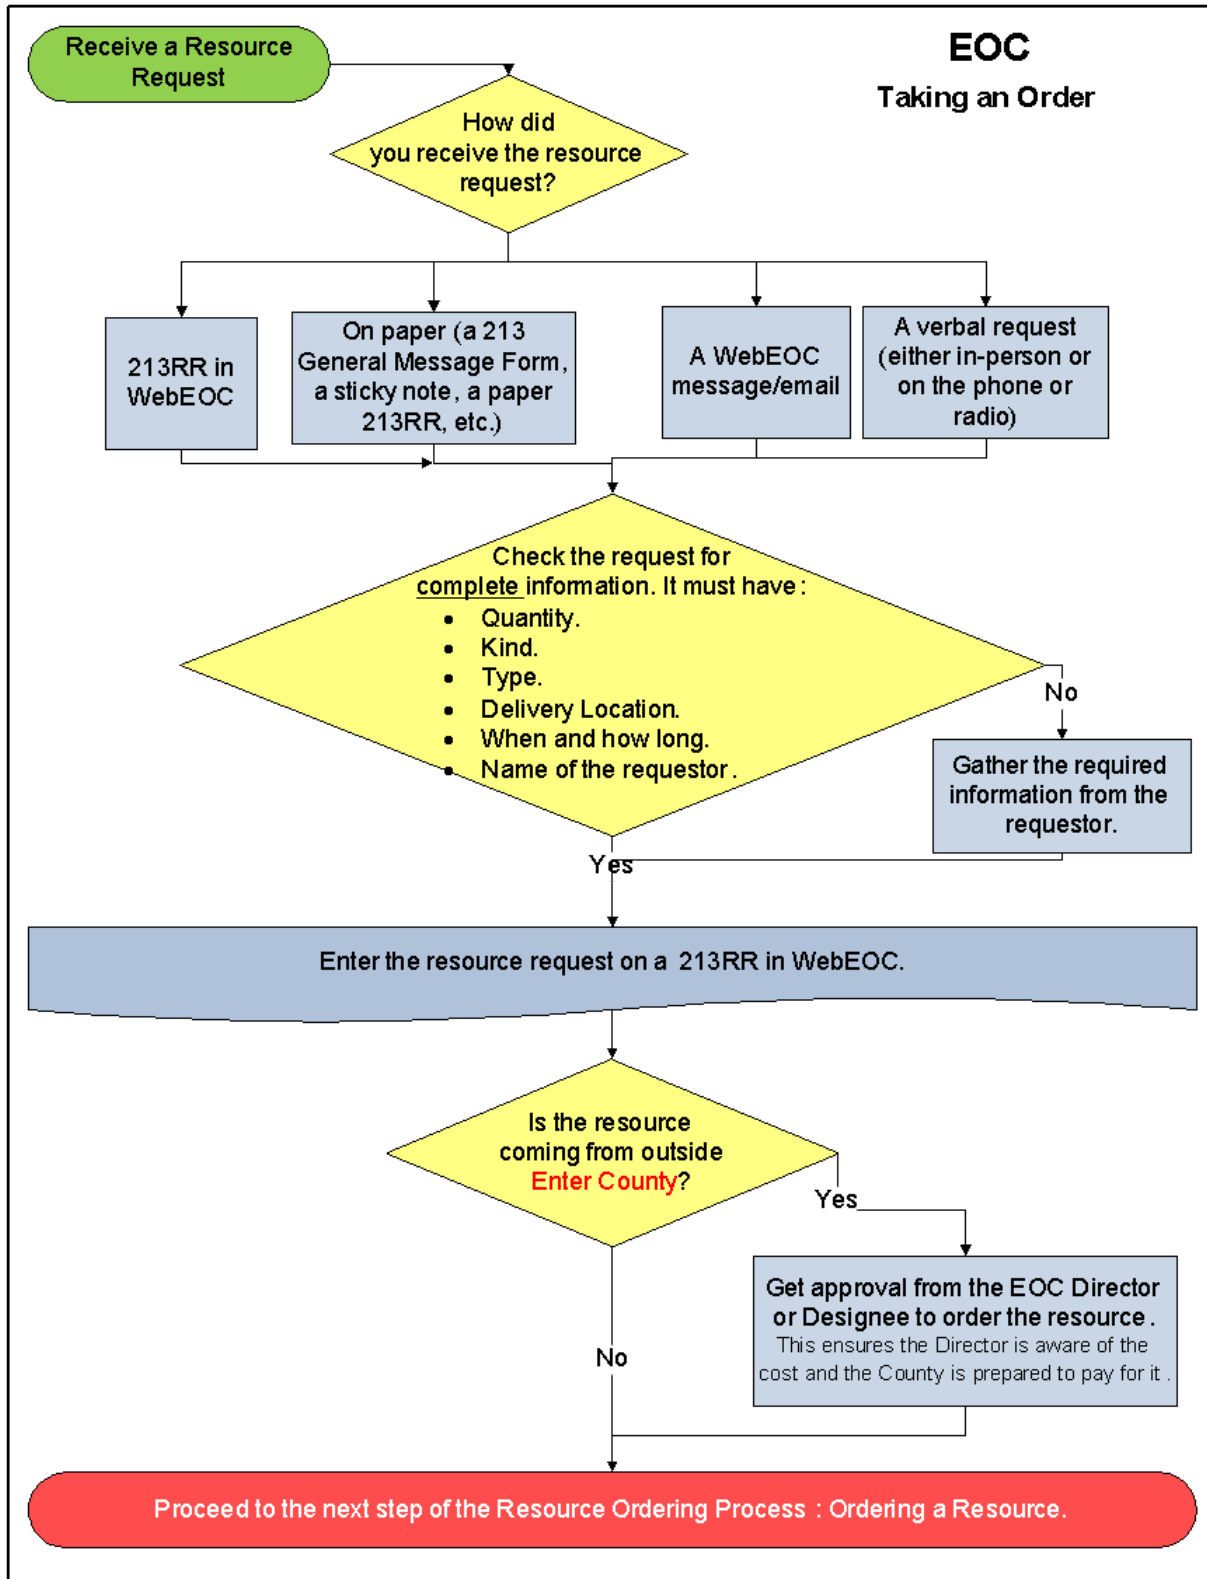 Receive a Resource
Request
EOC
Taking an Order
How did
you receive the resource
request?
213RR in
WebEOC
On paper (a 213
General Message Form,
a sticky note, a paper
213RR, etc.)
A WebEOC
message/email
A verbal request
(either in-person or
on the phone or
radio)
Check the request for
complete information. It must have:
• Quantity.
• Kind.
• Type.
• Delivery Location.
• When and how long.
• Name of the requestor.
No
Gather the required
information from the
requestor.
Yes
Enter the resource request on a 213RR in WebEOC.
Is the resource
coming from outside
Enter County?
Yes
Get approval from the EOC Director
or Designee to order the resource.
This ensures the Director is aware of the
cost and the County is prepared to pay for it.
No
Proceed to the next step of the Resource Ordering Process : Ordering a Resource.